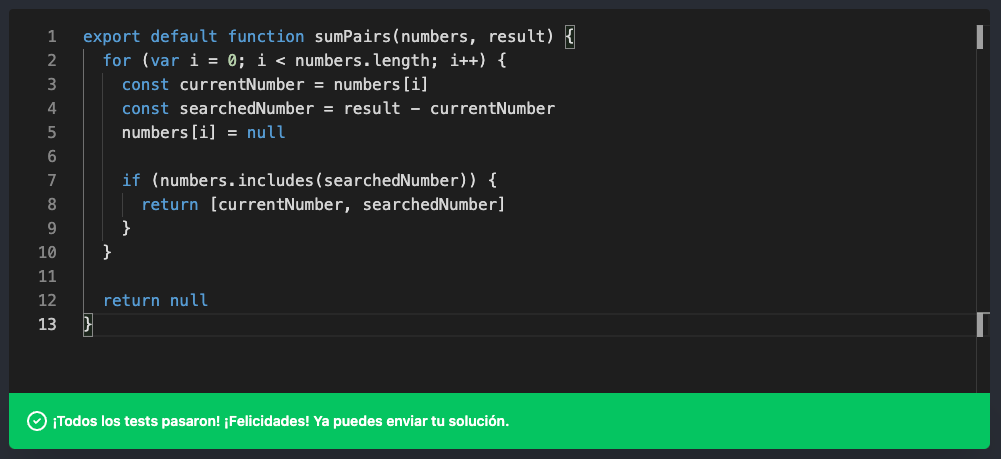 1 export default function sumPairs(numbers, result) {
2   for (var i = 0; i < numbers.length; i++) {
3     const currentNumber = numbers[i]
4     const searchedNumber = result - currentNumber
5     numbers[i] = null
6
7     if (numbers.includes(searchedNumber)) {
8       return [currentNumber, searchedNumber]
9     }
10   }
11
12   return null
13 }
¡Todos los tests pasaron! ¡Felicidades! Ya puedes enviar tu solución.